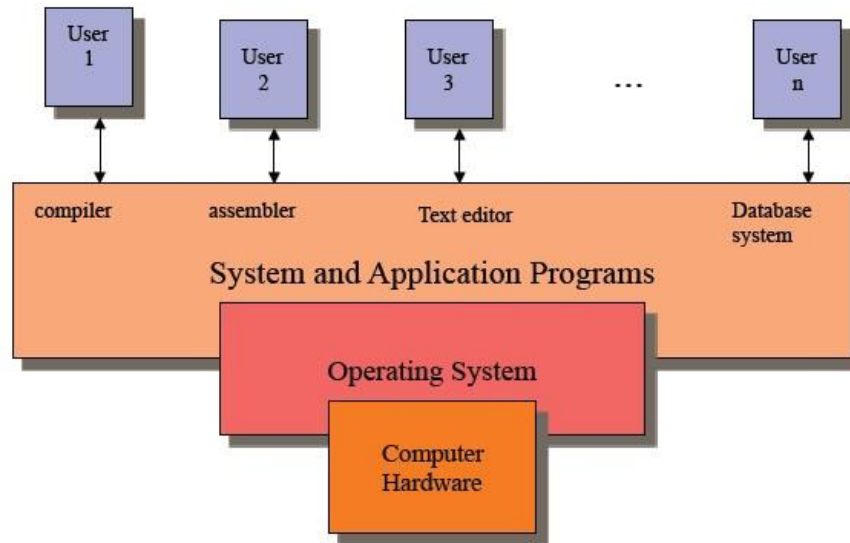 User
1
User
2
User
3
...
User
n
compiler
assembler
Text editor
Database
system
System and Application Programs
Operating System
Computer
Hardware